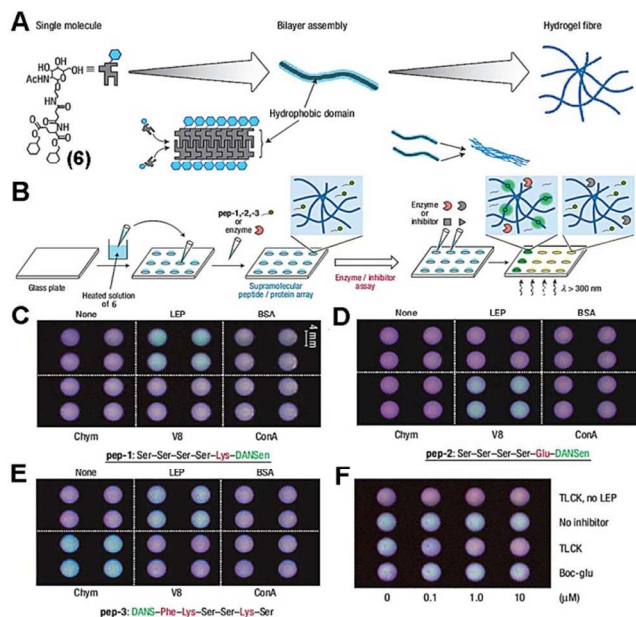 A
Single molecule
Bilayer assembly
Hydrogel fibre
HO OH
HO
OH
AcNH
O
O
NH
O
NH
O
O
O
O
(6)
Hydrophobic domain
B
pep-1,-2,-3
or
enzyme
Enzyme
or
inhibitor
Glass plate
Heated solution
of 6
Supramolecular
peptide / protein array
Enzyme / inhibitor
assay
λ > 300 nm
C
None
LEP
BSA
4 mm
Chym
V8
ConA
pep-1: Ser–Ser–Ser–Ser–Lys–DANSen
D
None
LEP
BSA
Chym
V8
ConA
pep-2: Ser–Ser–Ser–Ser–Glu–DANSen
E
None
LEP
BSA
Chym
V8
ConA
pep-3: DANS–Phe–Lys–Ser–Ser–Lys–Ser
F
TLCK, no LEP
No inhibitor
TLCK
Boc-glu
0 0.1 1.0 10 (μM)